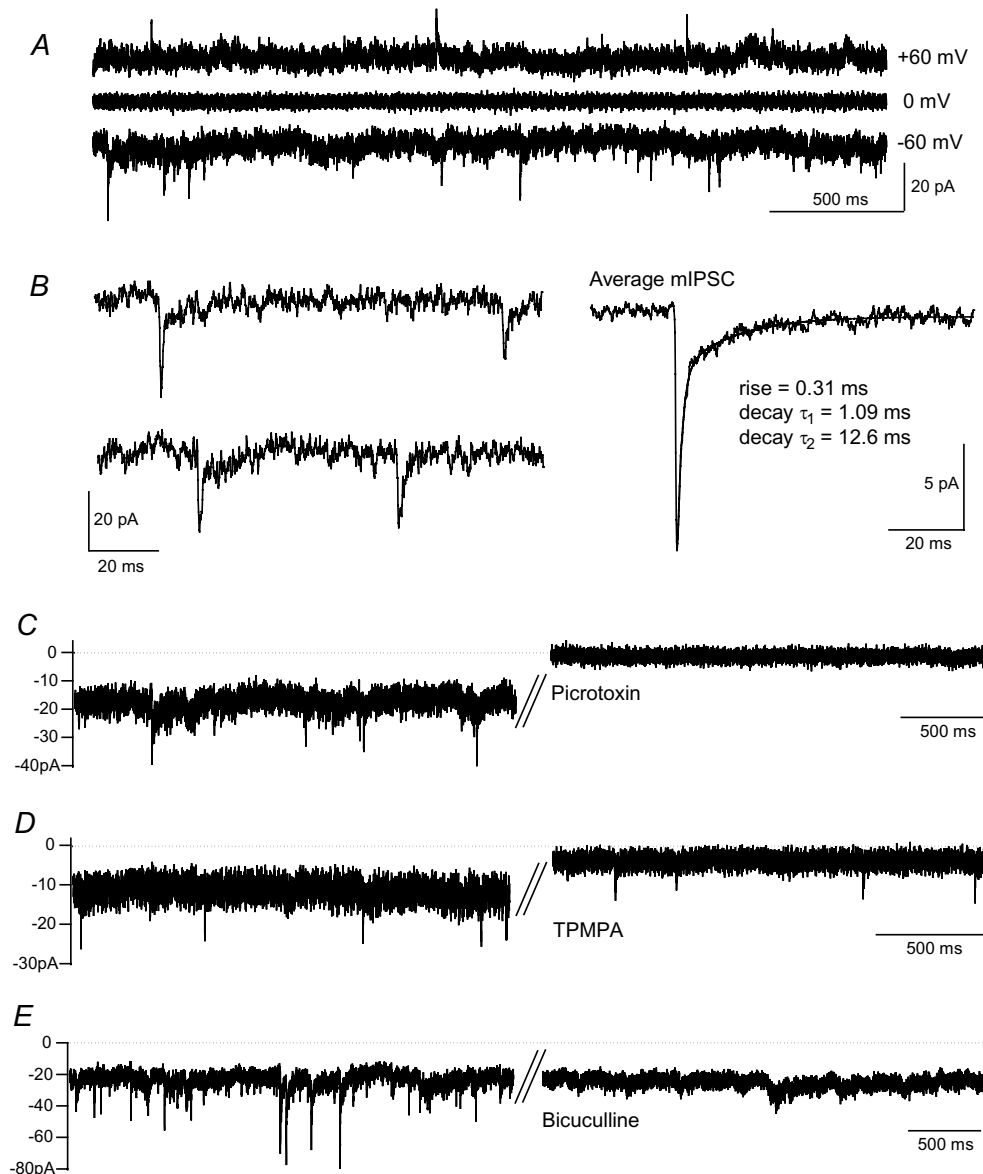 A
+60 mV
0 mV
-60 mV
20 pA
500 ms
B
Average mIPSC
rise = 0.31 ms
decay τ1 = 1.09 ms
decay τ2 = 12.6 ms
20 pA
20 ms
5 pA
20 ms
C
0
-10
-20
-30
-40pA
Picrotoxin
500 ms
D
0
-10
-20
-30pA
TPMPA
500 ms
E
0
-20
-40
-60
-80pA
Bicuculline
500 ms